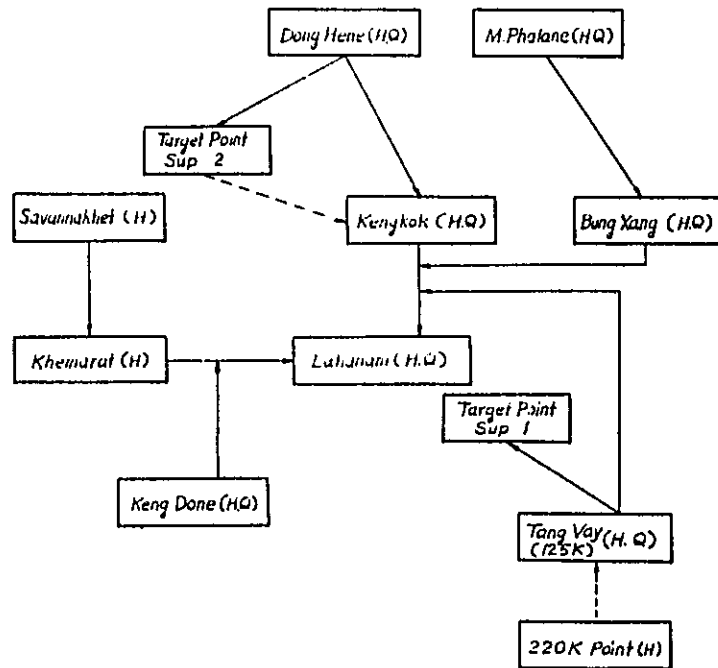 Dong Hene (H.Q)
M.Phalane (H.Q)
Target Point
Sup 2
Savannakhet (H)
Kengkok (H.Q)
Bung Xang (H.Q)
Khemarat (H)
Lahanam (H.Q)
Target Point
Sup 1
Keng Done (H.Q)
Tang Vay (H.Q)
(125K)
220K Point (H)